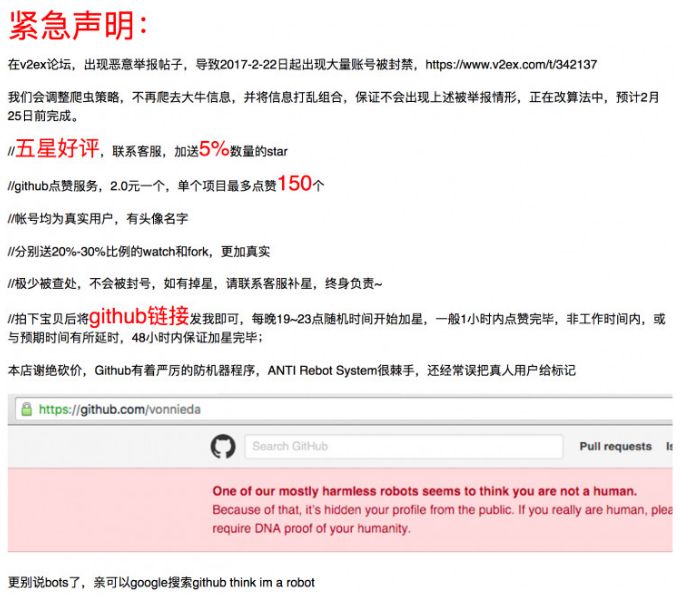 紧急声明：
在v2ex论坛，出现恶意举报帖子，导致2017-2-22日起出现大量账号被封禁，https://www.v2ex.com/t/342137
我们会调整爬虫策略，不再爬去大牛信息，并将信息打乱组合，保证不会出现上述被举报情形，正在改算法中，预计2月
25日前完成。
//五星好评，联系客服，加送5%数量的star
//github点赞服务，2.0元一个，单个项目最多点赞150个
//帐号均为真实用户，有头像名字
//分别送20%-30%比例的watch和fork，更加真实
//极少被查处，不会被封号，如有掉星，请联系客服补星，终身负责~
//拍下宝贝后将github链接发我即可，每晚19~23点随机时间开始加星，一般1小时内点赞完毕，非工作时间内，或
与预期时间有所延时，48小时内保证加星完毕；
本店谢绝砍价，Github有着严厉的防机器程序，ANTI Rebot System很棘手，还经常误把真人用户给标记
https://github.com/vonnieda
Search GitHub
Pull requests Is
One of our mostly harmless robots seems to think you are not a human.
Because of that, it's hidden your profile from the public. If you really are human, plea
require DNA proof of your humanity.
更别说bots了，亲可以google搜索github think im a robot